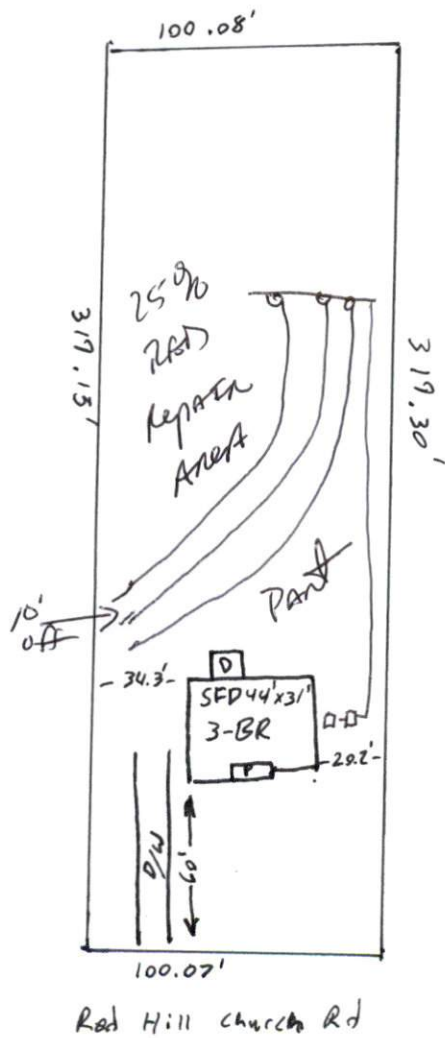 100.08'
25%
RED
Repair
Area
319.15'
319.30'
10'
off
Part
- 34.3' -
D
SFD 44'x31'
3-BR
-20.2'-
P
D/W
60'
100.07'
Red Hill Church Rd